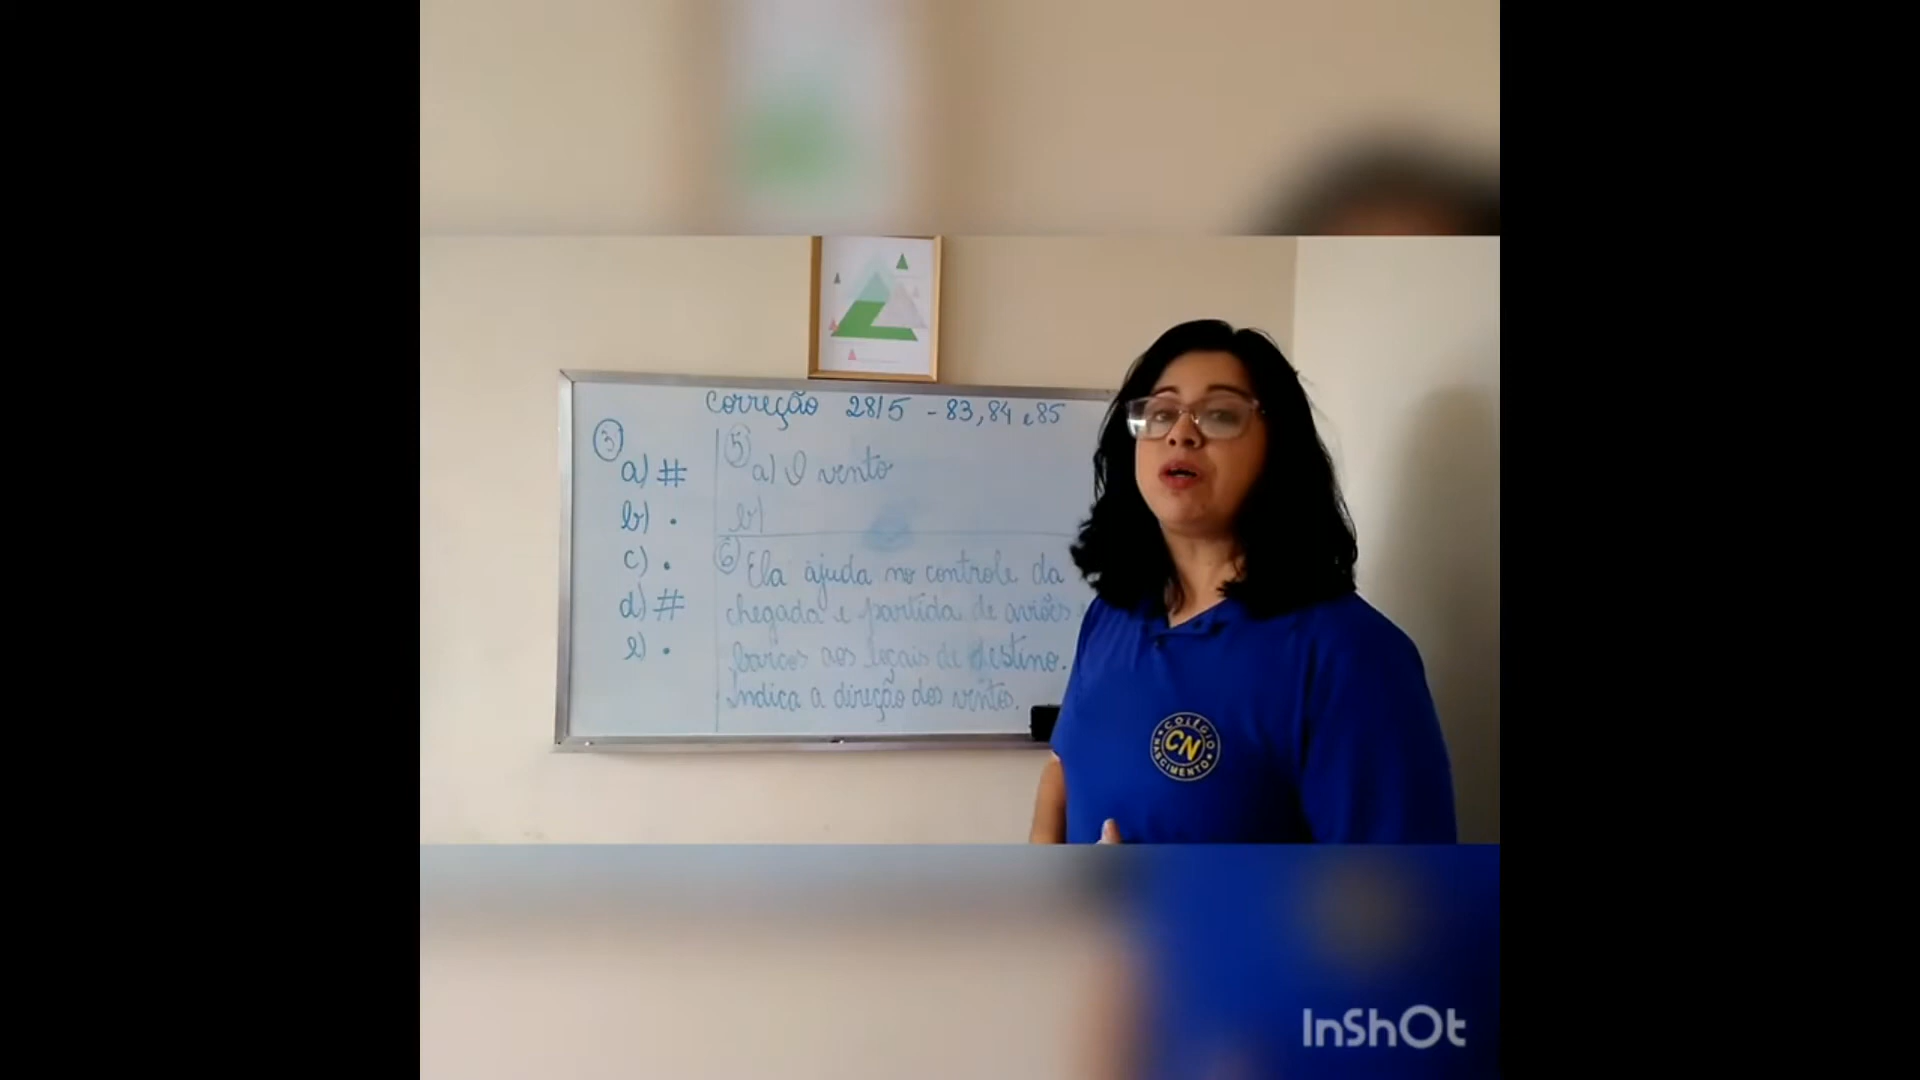 Correção 28/5 - 83, 84 e 85
3
a) #
b) .
c) .
d) #
e) .
5
a) O vento
b)
6 Ela ajuda no controle da
chegada e partida de aviões e
barcos aos locais de destino.
Indica a direção dos ventos.
COLÉGIO
CN
NASCIMENTO
InShOt